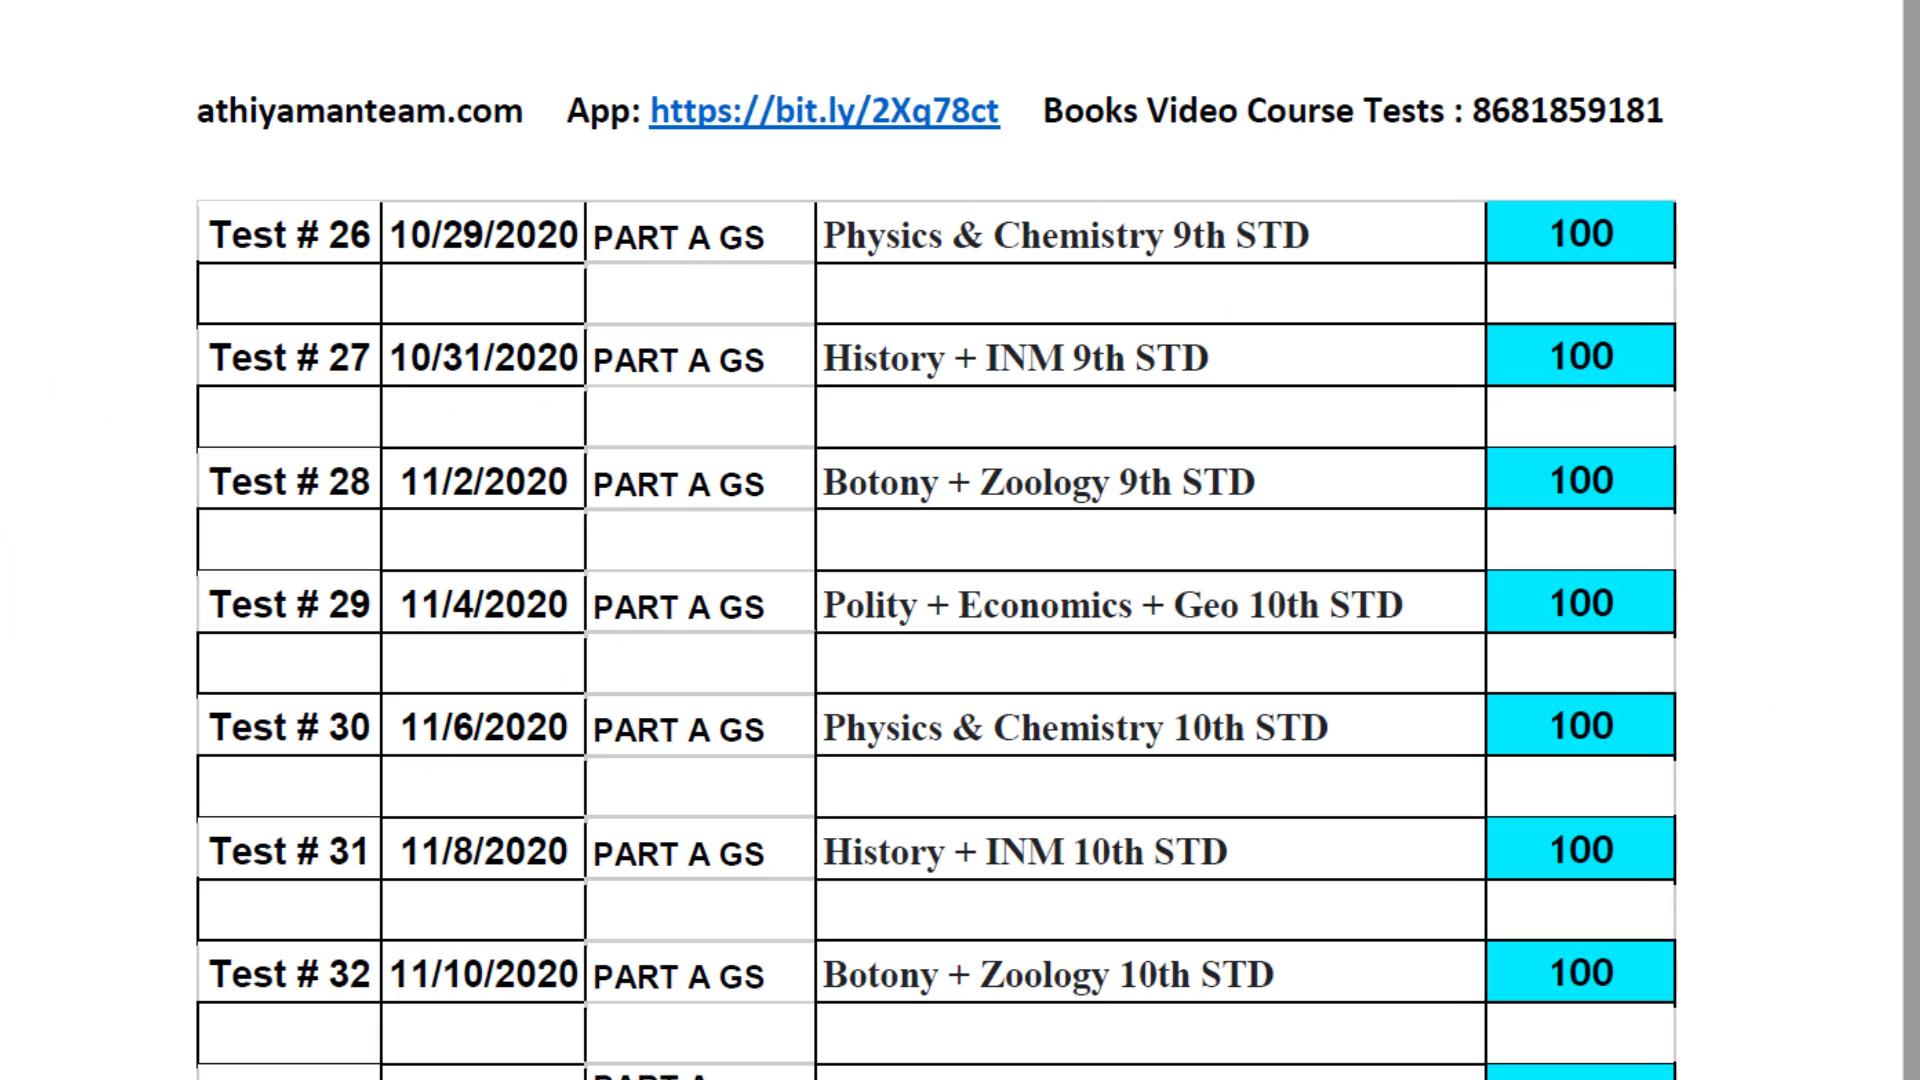 athiyamanteam.com App: https://bit.ly/2Xq78ct Books Video Course Tests : 8681859181
Test # 26 10/29/2020 PART A GS Physics & Chemistry 9th STD 100
Test # 27 10/31/2020 PART A GS History + INM 9th STD 100
Test # 28 11/2/2020 PART A GS Botony + Zoology 9th STD 100
Test # 29 11/4/2020 PART A GS Polity + Economics + Geo 10th STD 100
Test # 30 11/6/2020 PART A GS Physics & Chemistry 10th STD 100
Test # 31 11/8/2020 PART A GS History + INM 10th STD 100
Test # 32 11/10/2020 PART A GS Botony + Zoology 10th STD 100
PART A